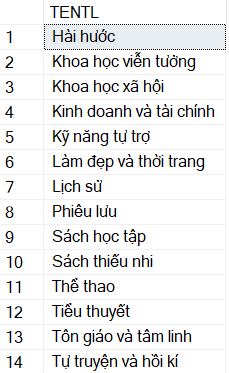 TENTL
1 Hài hước
2 Khoa học viễn tưởng
3 Khoa học xã hội
4 Kinh doanh và tài chính
5 Kỹ năng tự trợ
6 Làm đẹp và thời trang
7 Lịch sử
8 Phiêu lưu
9 Sách học tập
10 Sách thiếu nhi
11 Thể thao
12 Tiểu thuyết
13 Tôn giáo và tâm linh
14 Tự truyện và hồi kí